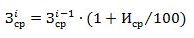 З^i_ср = З^{i−1}_ср · (1 + И_ср/100)